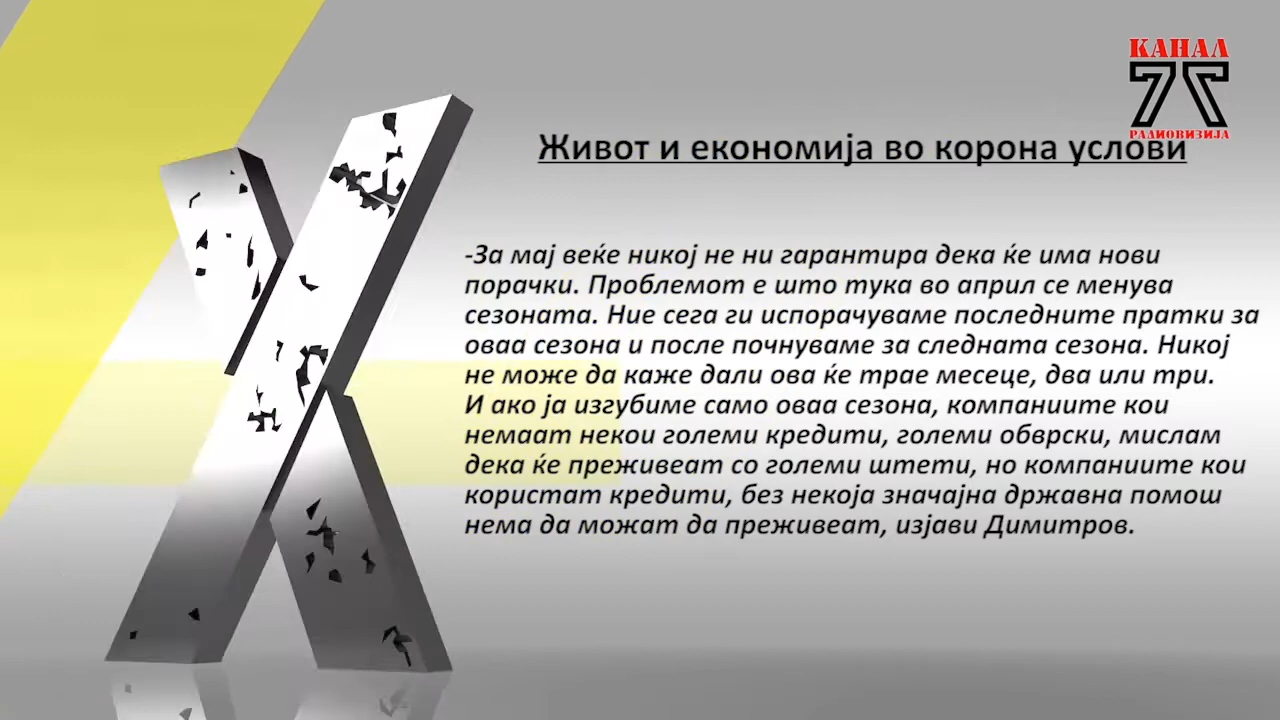 КАНАЛ
77
РАДИОВИЗИЈА
Живот и економија во корона услови
-За мај веќе никој не ни гарантира дека ќе има нови
порачки. Проблемот е што тука во април се менува
сезоната. Ние сега ги испорачуваме последните пратки за
оваа сезона и после почнуваме за следната сезона. Никој
не може да каже дали ова ќе трае месеце, два или три.
И ако ја изгубиме само оваа сезона, компаниите кои
немаат некои големи кредити, големи обврски, мислам
дека ќе преживеат со големи штети, но компаниите кои
користат кредити, без некоја значајна државна помош
нема да можат да преживеат, изјави Димитров.